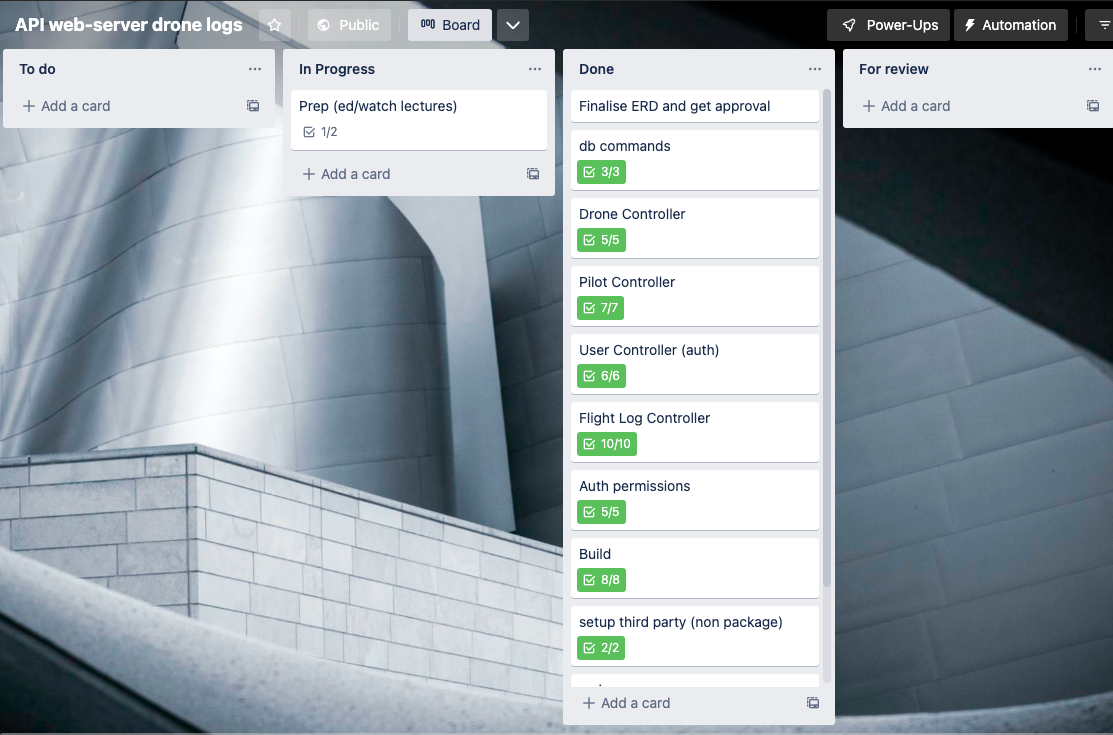 API web-server drone logs
Public
Board
Power-Ups
Automation
To do
Add a card
In Progress
Prep (ed/watch lectures)
1/2
Add a card
Done
Finalise ERD and get approval
db commands
3/3
Drone Controller
5/5
Pilot Controller
7/7
User Controller (auth)
6/6
Flight Log Controller
10/10
Auth permissions
5/5
Build
8/8
setup third party (non package)
2/2
Add a card
For review
Add a card